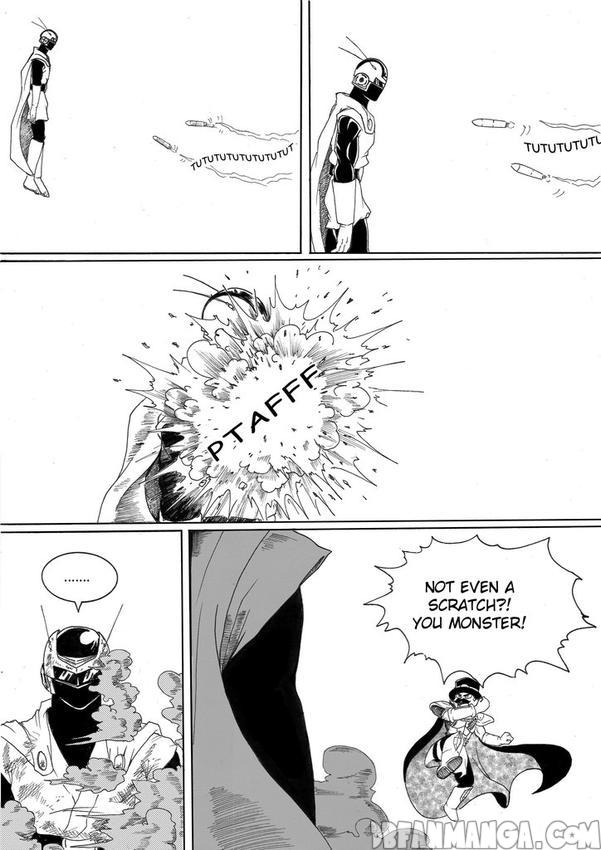 TUTUTUTUTUTUTUTUT
TUTUTUTUTU
PTAFFF
.......
NOT EVEN A
SCRATCH?!
YOU MONSTER!
DBFANMANGA.COM